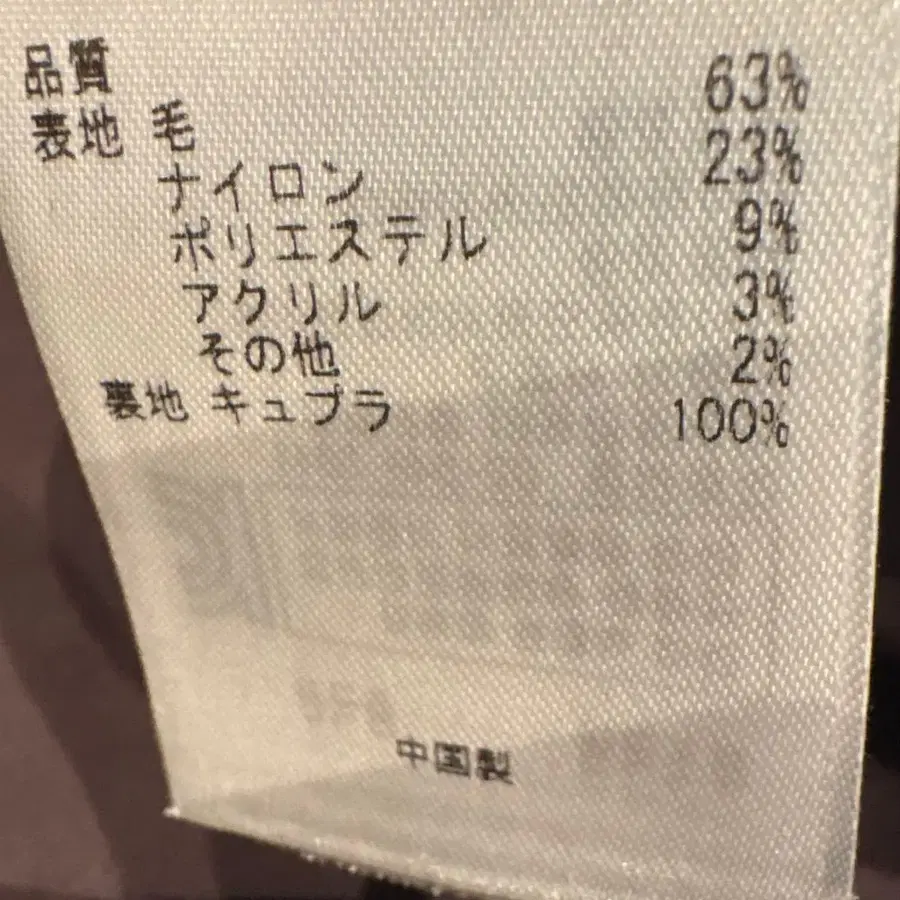 品質
表地 毛 63%
ナイロン 23%
ポリエステル 9%
アクリル 3%
その他 2%
裏地 キュプラ 100%
中国製